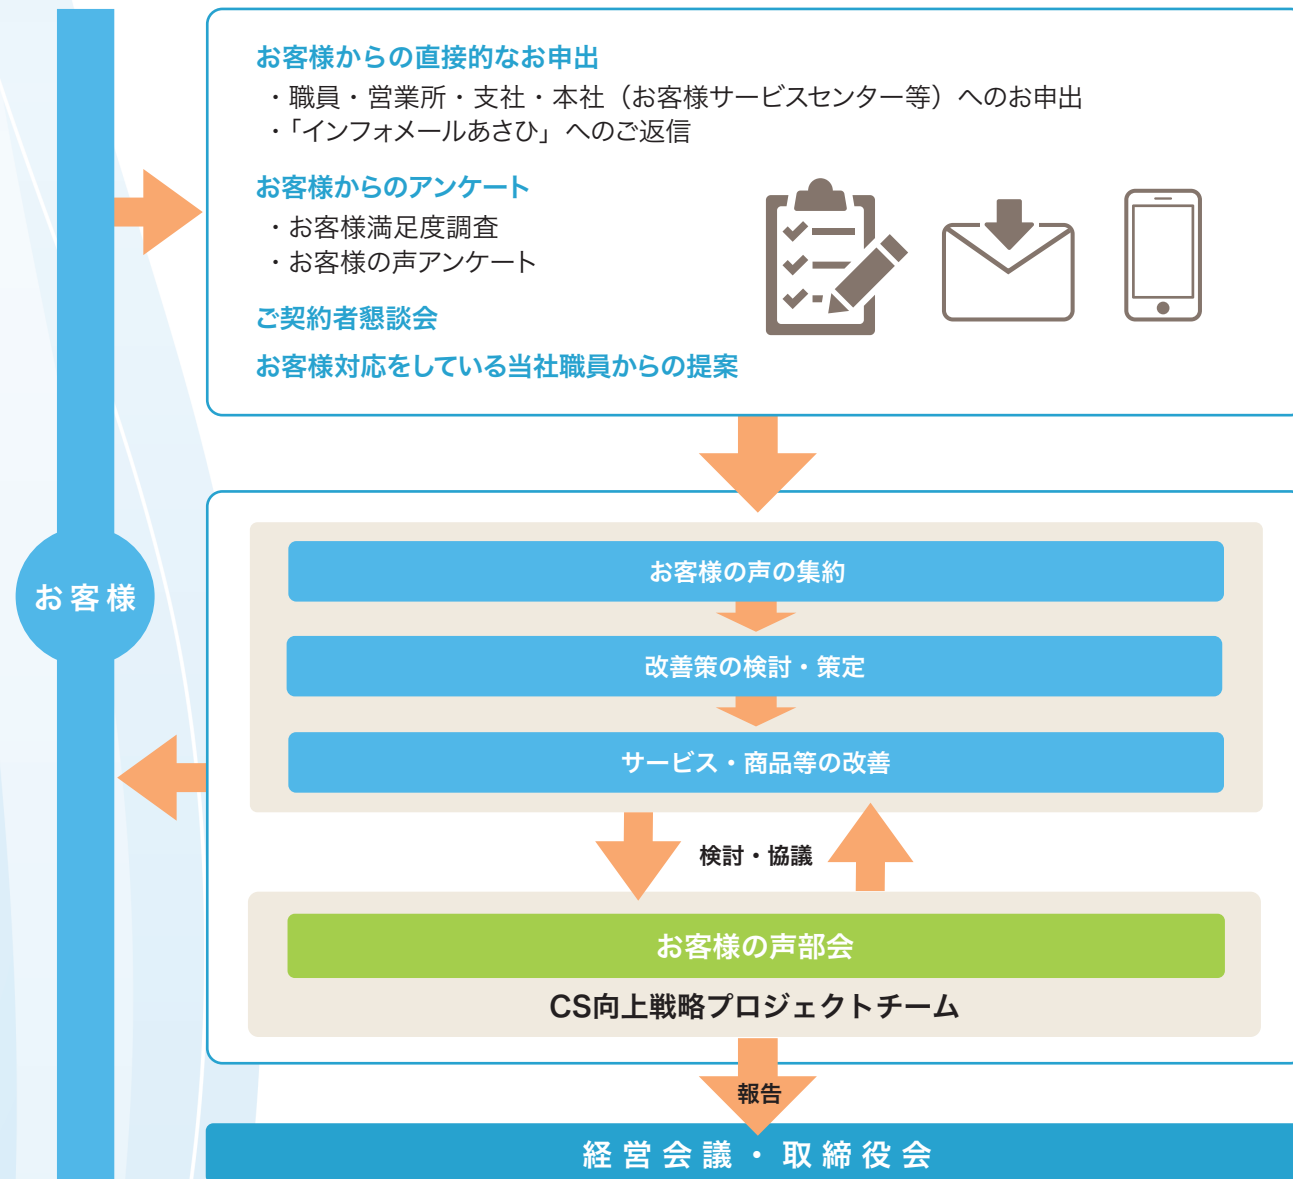 お客様からの直接的なお申出
・職員・営業所・支社・本社（お客様サービスセンター等）へのお申出
・「インフォメールあさひ」へのご返信
お客様からのアンケート
・お客様満足度調査
・お客様の声アンケート
ご契約者懇談会
お客様対応をしている当社職員からの提案
お客様
お客様の声の集約
改善策の検討・策定
サービス・商品等の改善
検討・協議
お客様の声部会
CS向上戦略プロジェクトチーム
報告
経営会議・取締役会